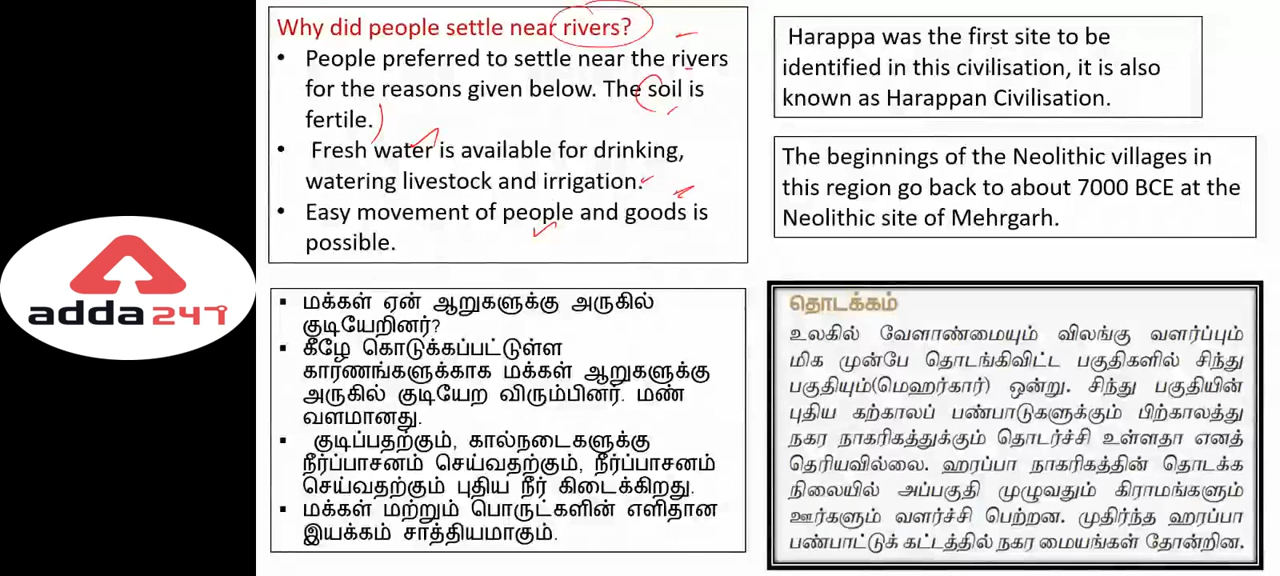 adda247
Why did people settle near rivers?
• People preferred to settle near the rivers
for the reasons given below. The soil is
fertile.
• Fresh water is available for drinking,
watering livestock and irrigation.
• Easy movement of people and goods is
possible.
▪ மக்கள் ஏன் ஆறுகளுக்கு அருகில்
குடியேறினர்?
▪ கீழே கொடுக்கப்பட்டுள்ள
காரணங்களுக்காக மக்கள் ஆறுகளுக்கு
அருகில் குடியேற விரும்பினர். மண்
வளமானது.
▪ குடிப்பதற்கும், கால்நடைகளுக்கு
நீர்ப்பாசனம் செய்வதற்கும், நீர்ப்பாசனம்
செய்வதற்கும் புதிய நீர் கிடைக்கிறது.
▪ மக்கள் மற்றும் பொருட்களின் எளிதான
இயக்கம் சாத்தியமாகும்.
Harappa was the first site to be
identified in this civilisation, it is also
known as Harappan Civilisation.
The beginnings of the Neolithic villages in
this region go back to about 7000 BCE at the
Neolithic site of Mehrgarh.
தொடக்கம்
உலகில் வேளாண்மையும் விலங்கு வளர்ப்பும்
மிக முன்பே தொடங்கிவிட்ட பகுதிகளில் சிந்து
பகுதியும்(மெஹர்கார்) ஒன்று. சிந்து பகுதியின்
புதிய கற்காலப் பண்பாடுகளுக்கும் பிற்காலத்து
நகர நாகரிகத்துக்கும் தொடர்ச்சி உள்ளதா எனத்
தெரியவில்லை. ஹரப்பா நாகரிகத்தின் தொடக்க
நிலையில் அப்பகுதி முழுவதும் கிராமங்களும்
ஊர்களும் வளர்ச்சி பெற்றன. முதிர்ந்த ஹரப்பா
பண்பாட்டுக் கட்டத்தில் நகர மையங்கள் தோன்றின.